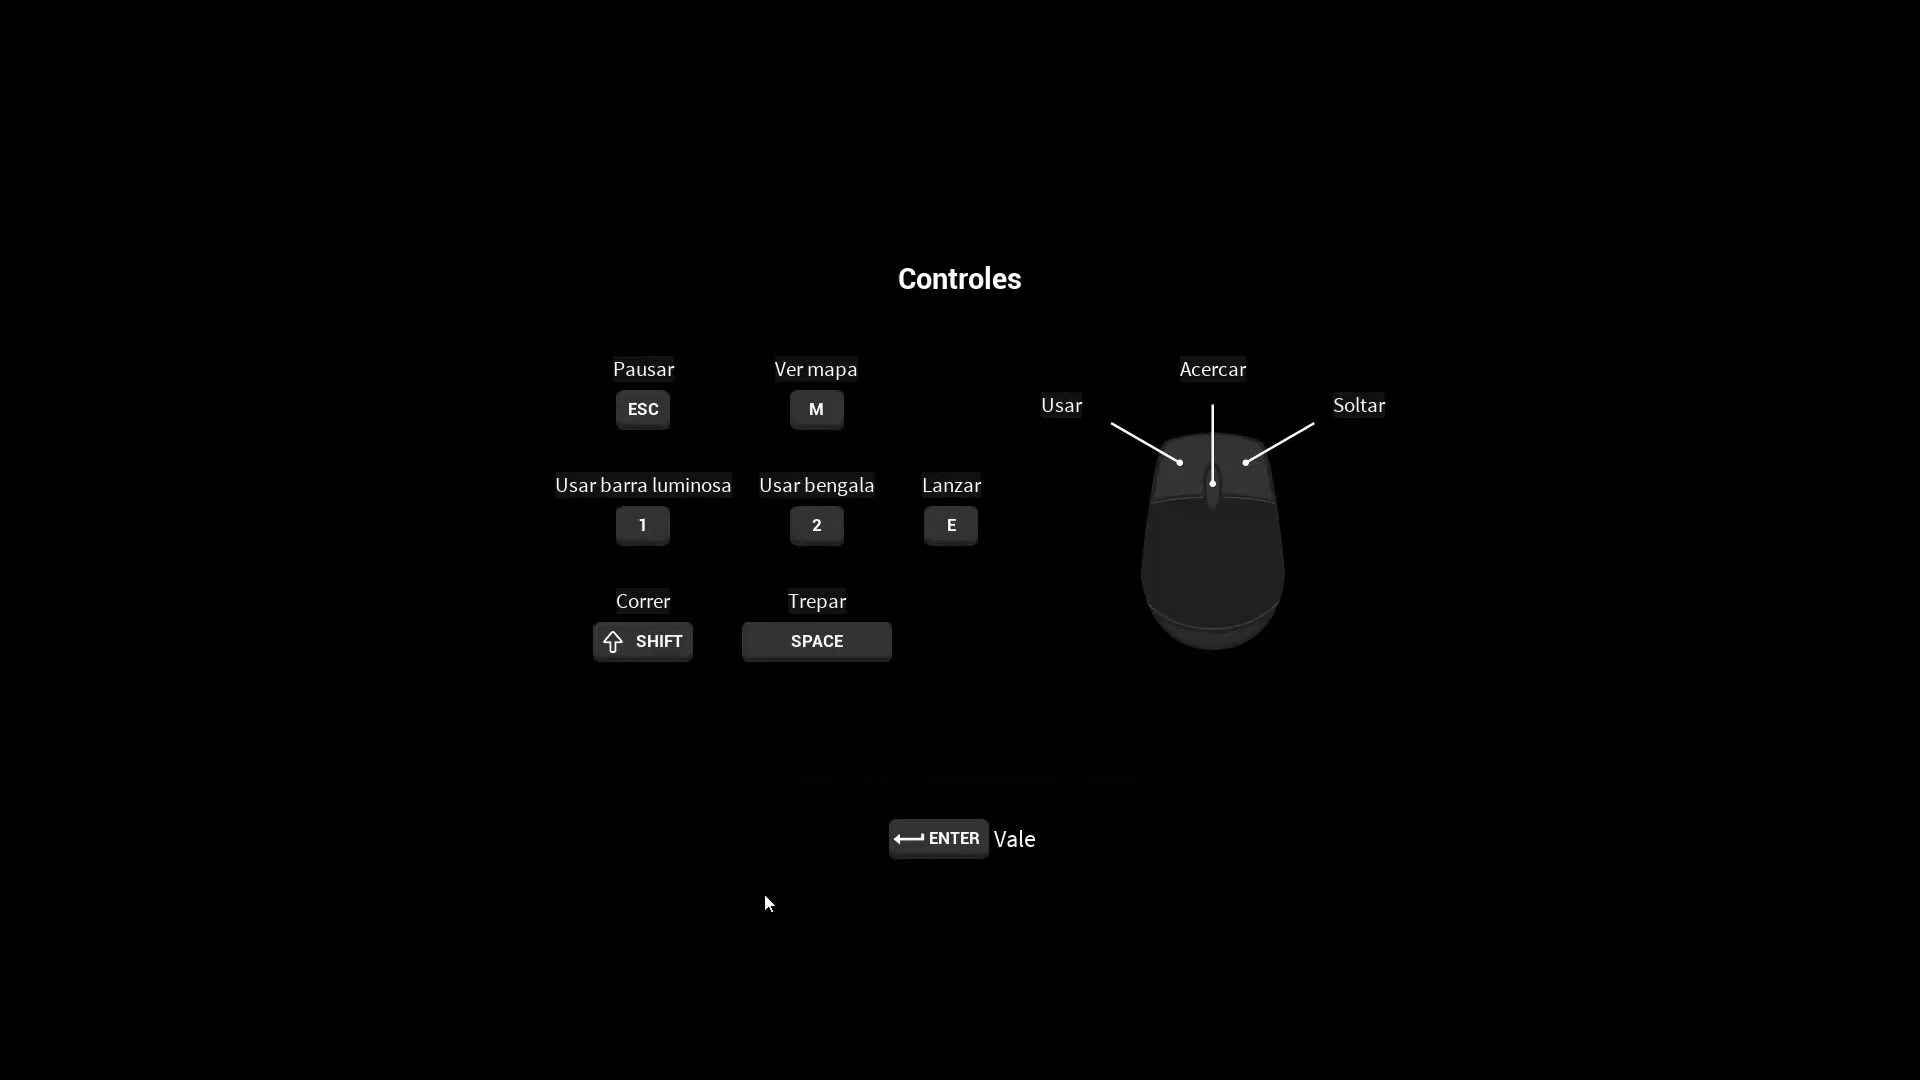 Controles
Pausar
ESC
Ver mapa
M
Usar barra luminosa
1
Usar bengala
2
Lanzar
E
Correr
SHIFT
Trepar
SPACE
Usar
Acercar
Soltar
ENTER Vale